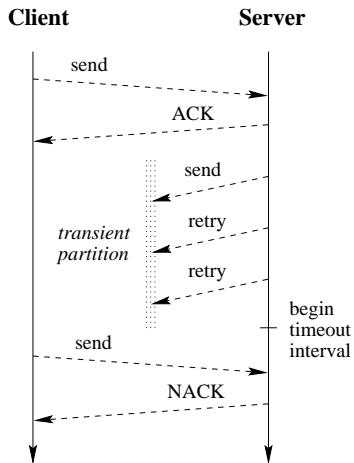 Client
Server
send
ACK
send
transient
partition
retry
retry
begin
timeout
interval
send
NACK